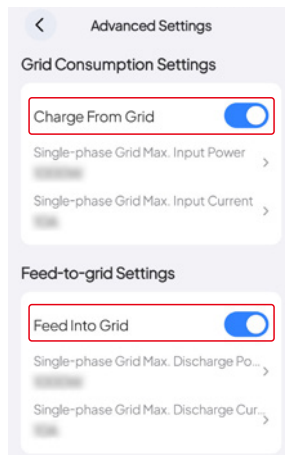 Advanced Settings
Grid Consumption Settings
Charge From Grid
Single-phase Grid Max. Input Power
Single-phase Grid Max. Input Current
Feed-to-grid Settings
Feed Into Grid
Single-phase Grid Max. Discharge Po...
Single-phase Grid Max. Discharge Cur...